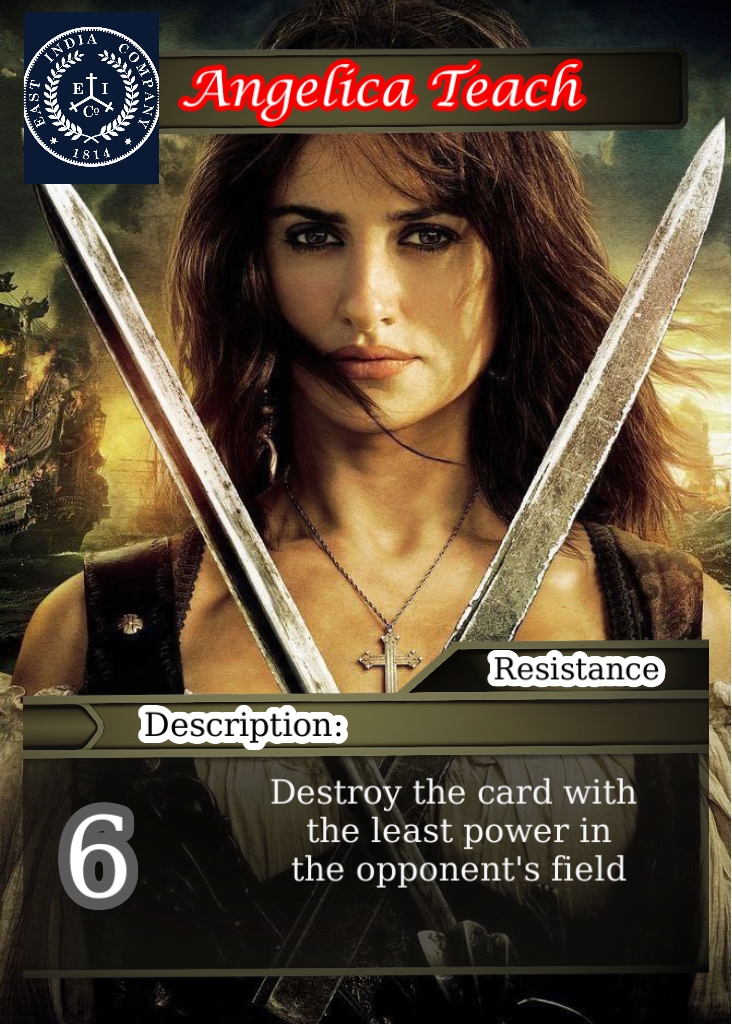 EAST INDIA COMPANY
E I
Co
1814
Angelica Teach
Resistance
Description:
6
Destroy the card with
the least power in
the opponent's field